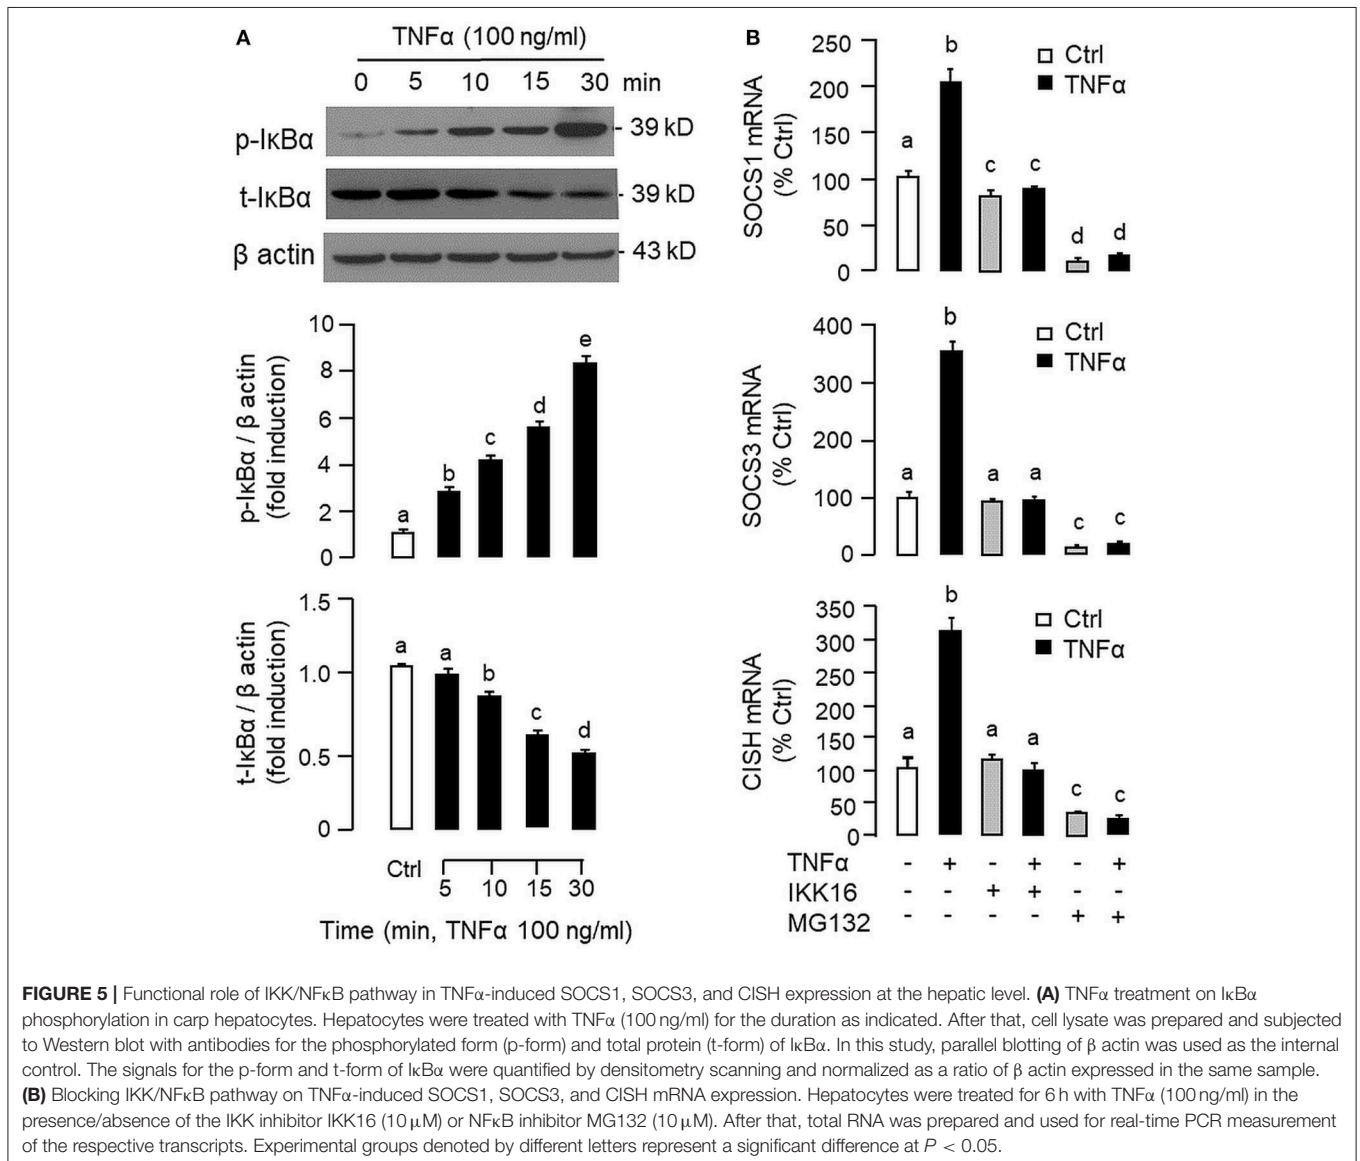 A
TNFα (100 ng/ml)
0 5 10 15 30 min
p-IκBα - 39 kD
t-IκBα - 39 kD
β actin - 43 kD
p-IκBα / β actin
(fold induction)
10
8
6
4
2
0
a b c d e
t-IκBα / β actin
(fold induction)
1.5
1.0
0.5
0
a a b c d
Ctrl 5 10 15 30
Time (min, TNFα 100 ng/ml)
B
SOCS1 mRNA
(% Ctrl)
250
200
150
100
50
0
a b c c d d
Ctrl
TNFα
SOCS3 mRNA
(% Ctrl)
400
300
200
100
0
a b a a c c
Ctrl
TNFα
CISH mRNA
(% Ctrl)
350
300
250
200
150
100
50
0
a b a a c c
Ctrl
TNFα
TNFα - + - + - +
IKK16 - - + + - -
MG132 - - - - + +
FIGURE 5 | Functional role of IKK/NFκB pathway in TNFα-induced SOCS1, SOCS3, and CISH expression at the hepatic level. (A) TNFα treatment on IκBα
phosphorylation in carp hepatocytes. Hepatocytes were treated with TNFα (100 ng/ml) for the duration as indicated. After that, cell lysate was prepared and subjected
to Western blot with antibodies for the phosphorylated form (p-form) and total protein (t-form) of IκBα. In this study, parallel blotting of β actin was used as the internal
control. The signals for the p-form and t-form of IκBα were quantified by densitometry scanning and normalized as a ratio of β actin expressed in the same sample.
(B) Blocking IKK/NFκB pathway on TNFα-induced SOCS1, SOCS3, and CISH mRNA expression. Hepatocytes were treated for 6 h with TNFα (100 ng/ml) in the
presence/absence of the IKK inhibitor IKK16 (10 μM) or NFκB inhibitor MG132 (10 μM). After that, total RNA was prepared and used for real-time PCR measurement
of the respective transcripts. Experimental groups denoted by different letters represent a significant difference at P < 0.05.